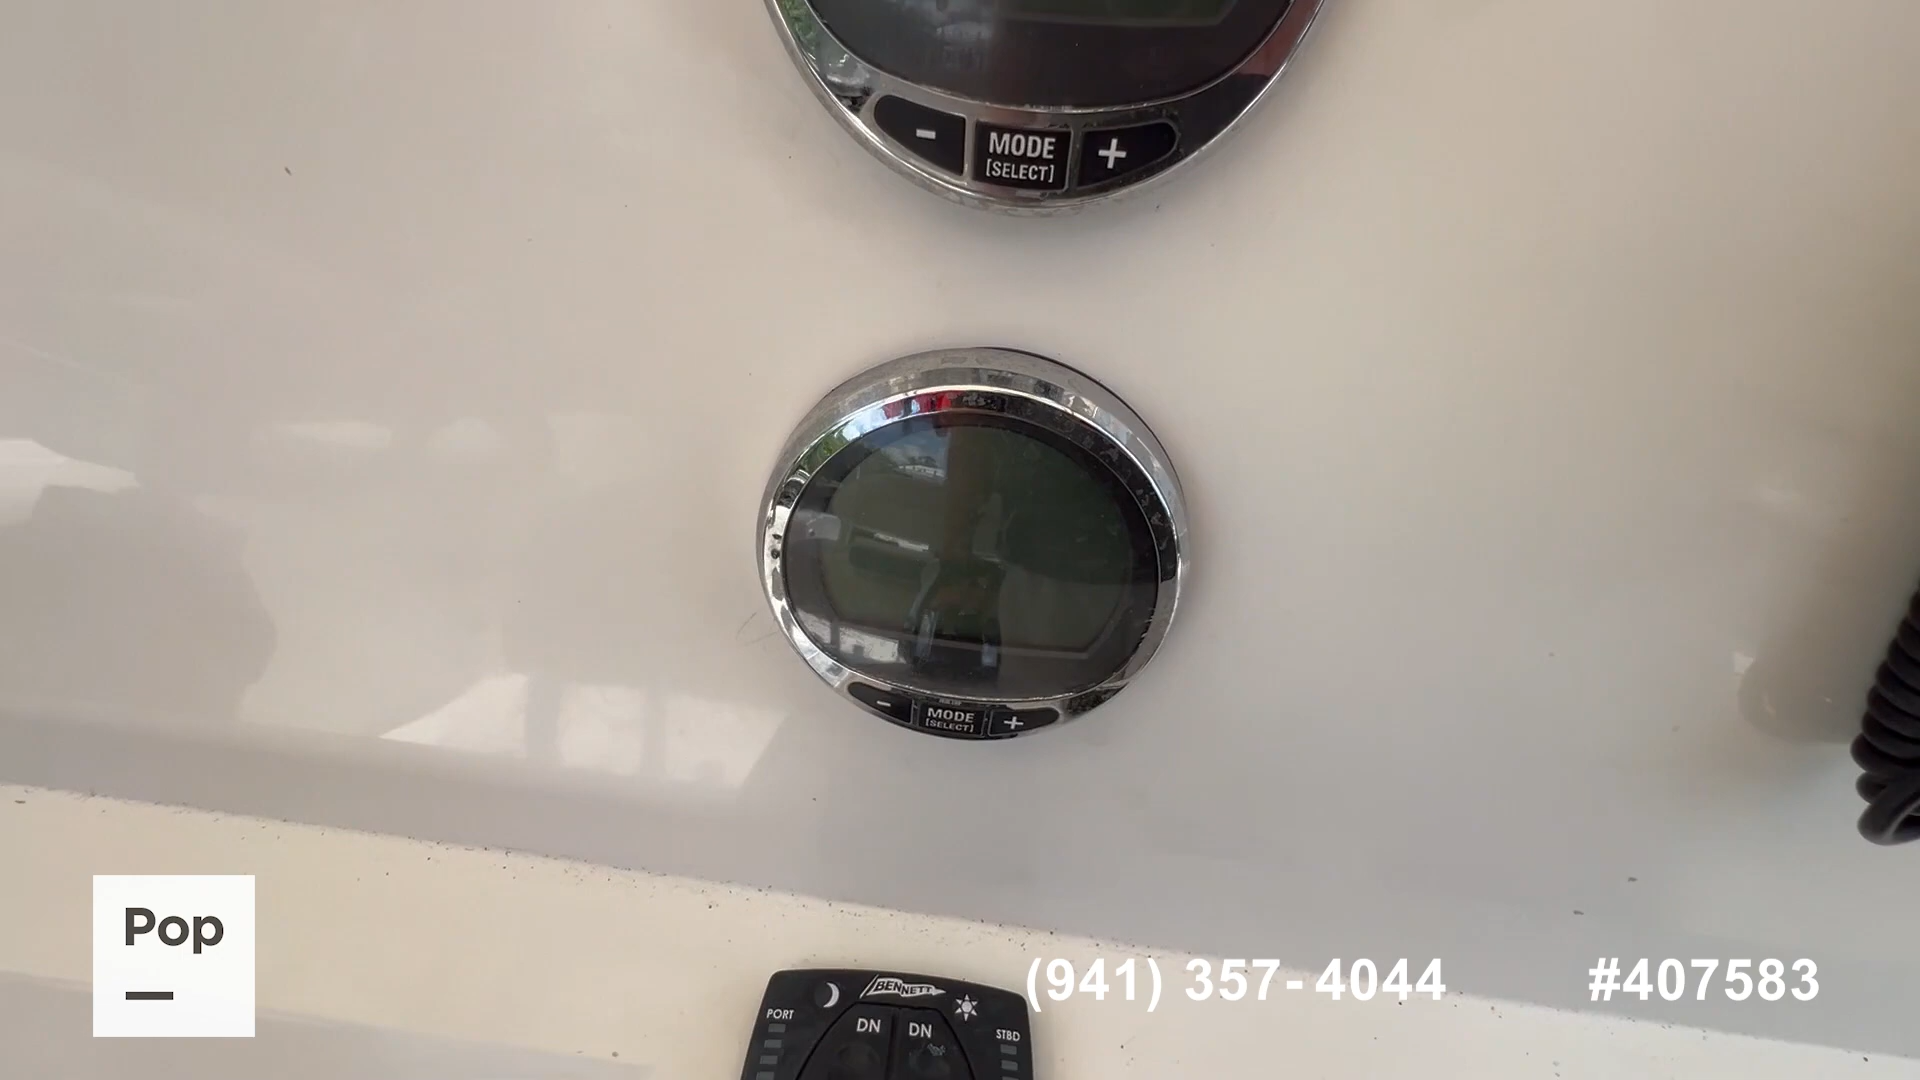 -
MODE
+
[SELECT]
-
MODE
+
[SELECT]
Pop
(941) 357-4044
#407583
BENNETT
PORT
DN
DN
STBD